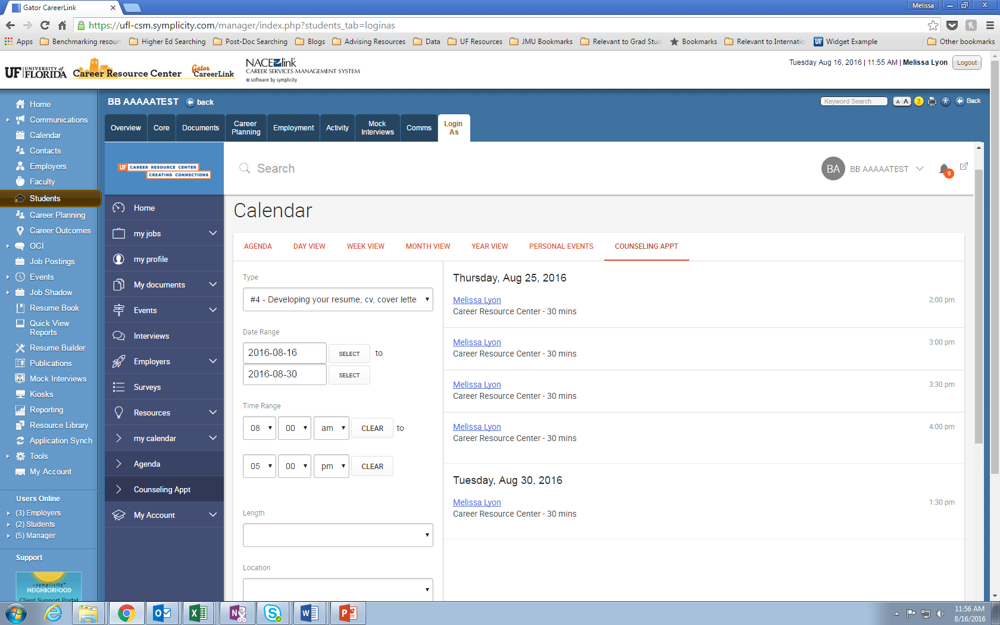 Gator CareerLink
Melissa
https://ufl-csm.symplicity.com/manager/index.php?students_tab=loginas
Apps Benchmarking resour Higher Ed Searching Post-Doc Searching Blogs Advising Resources Data UF Resources JMU Bookmarks Relevant to Grad Stud Bookmarks Relevant to Internatio UF Widget Example Other bookmarks
UF UNIVERSITY of FLORIDA Career Resource Center Gator CareerLink
NACElink
CAREER SERVICES MANAGEMENT SYSTEM
software by symplicity
Tuesday Aug 16, 2016 | 11:55 AM | Melissa Lyon Logout
Home
Communications
Calendar
Contacts
Employers
Faculty
Students
Career Planning
Career Outcomes
OCI
Job Postings
Events
Job Shadow
Resume Book
Quick View
Reports
Resume Builder
Publications
Mock Interviews
Kiosks
Reporting
Resource Library
Application Synch
Tools
My Account
Users Online
(3) Employers
(2) Students
(5) Manager
Support
symplicity
NEIGHBORHOOD
Client Support Portal
BB AAAAATEST back
Keyword Search A A ? Back
Overview Core Documents Career Planning Employment Activity Mock Interviews Comms Login As
UF CAREER RESOURCE CENTER
CREATING CONNECTIONS
Search
BA BB AAAAATEST 9
Home
my jobs
my profile
My documents
Events
Interviews
Employers
Surveys
Resources
my calendar
Agenda
Counseling Appt
My Account
Calendar
AGENDA DAY VIEW WEEK VIEW MONTH VIEW YEAR VIEW PERSONAL EVENTS COUNSELING APPT
Type
#4 - Developing your resume, cv, cover lette
Date Range
2016-08-16 SELECT to
2016-08-30 SELECT
Time Range
08 00 am CLEAR to
05 00 pm CLEAR
Length
Location
Thursday, Aug 25, 2016
Melissa Lyon 2:00 pm
Career Resource Center - 30 mins
Melissa Lyon 3:00 pm
Career Resource Center - 30 mins
Melissa Lyon 3:30 pm
Career Resource Center - 30 mins
Melissa Lyon 4:00 pm
Career Resource Center - 30 mins
Tuesday, Aug 30, 2016
Melissa Lyon 1:30 pm
Career Resource Center - 30 mins
11:56 AM
8/16/2016